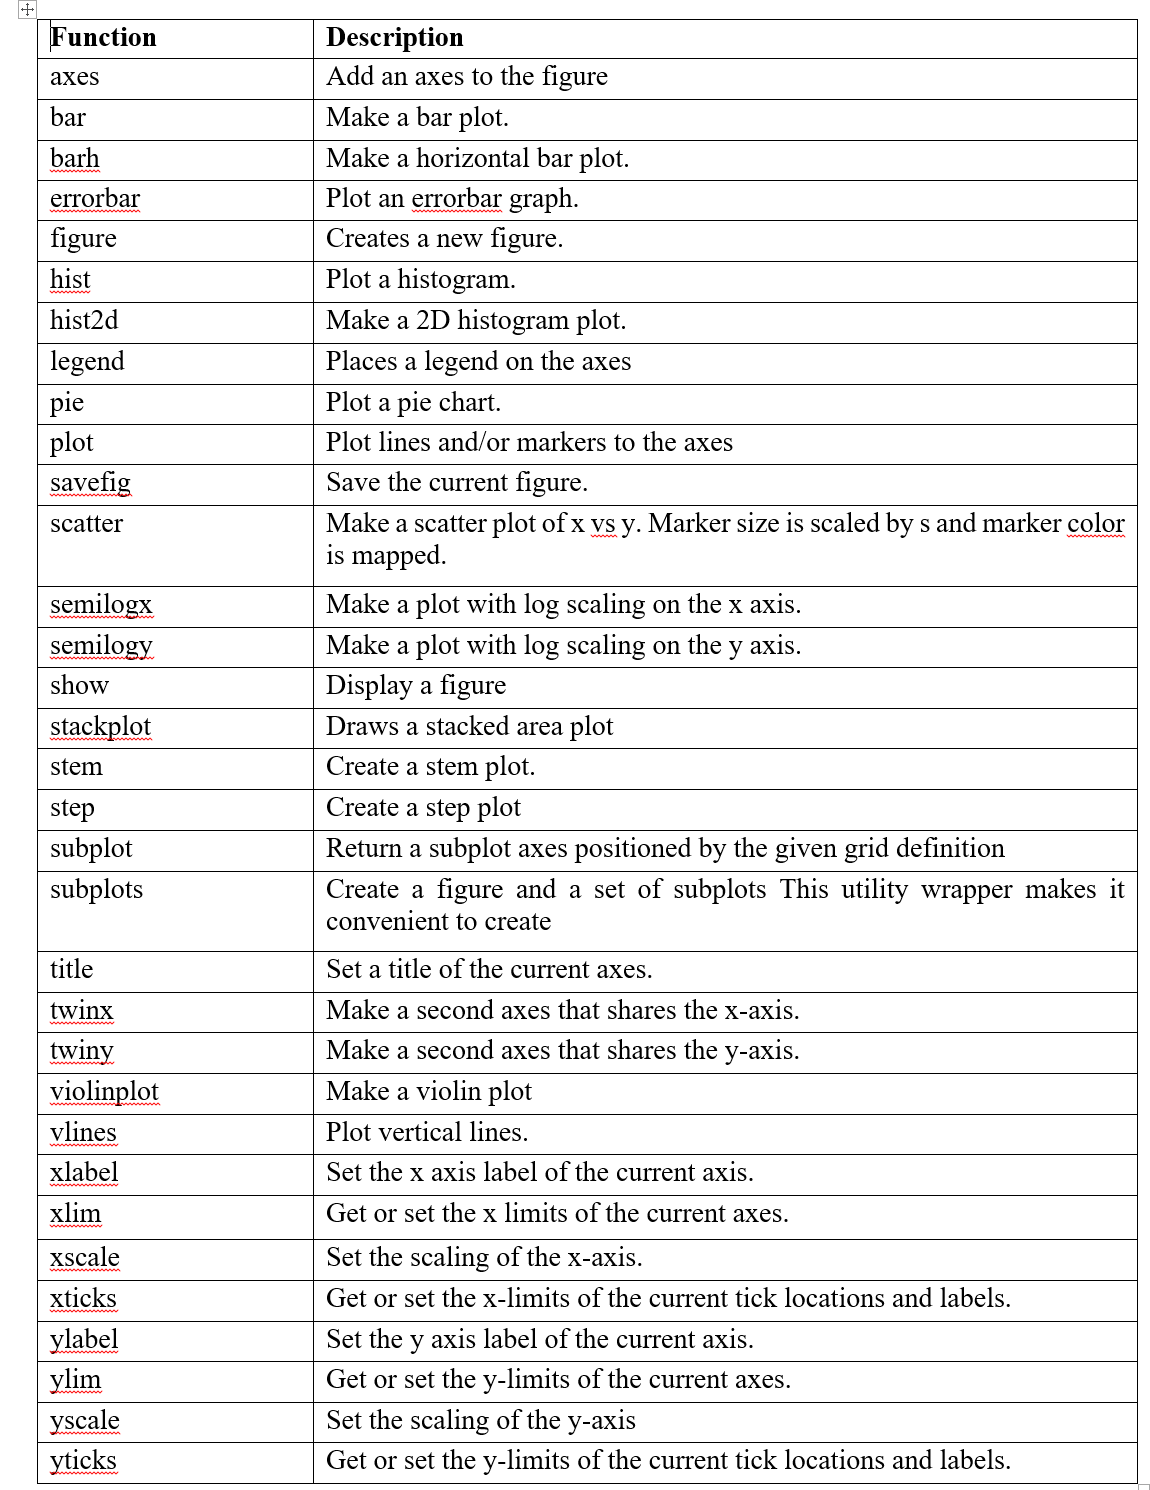 Function Description
axes Add an axes to the figure
bar Make a bar plot.
barh Make a horizontal bar plot.
errorbar Plot an errorbar graph.
figure Creates a new figure.
hist Plot a histogram.
hist2d Make a 2D histogram plot.
legend Places a legend on the axes
pie Plot a pie chart.
plot Plot lines and/or markers to the axes
savefig Save the current figure.
scatter Make a scatter plot of x vs y. Marker size is scaled by s and marker color
is mapped.
semilogx Make a plot with log scaling on the x axis.
semilogy Make a plot with log scaling on the y axis.
show Display a figure
stackplot Draws a stacked area plot
stem Create a stem plot.
step Create a step plot
subplot Return a subplot axes positioned by the given grid definition
subplots Create a figure and a set of subplots This utility wrapper makes it
convenient to create
title Set a title of the current axes.
twinx Make a second axes that shares the x-axis.
twiny Make a second axes that shares the y-axis.
violinplot Make a violin plot
vlines Plot vertical lines.
xlabel Set the x axis label of the current axis.
xlim Get or set the x limits of the current axes.
xscale Set the scaling of the x-axis.
xticks Get or set the x-limits of the current tick locations and labels.
ylabel Set the y axis label of the current axis.
ylim Get or set the y-limits of the current axes.
yscale Set the scaling of the y-axis
yticks Get or set the y-limits of the current tick locations and labels.